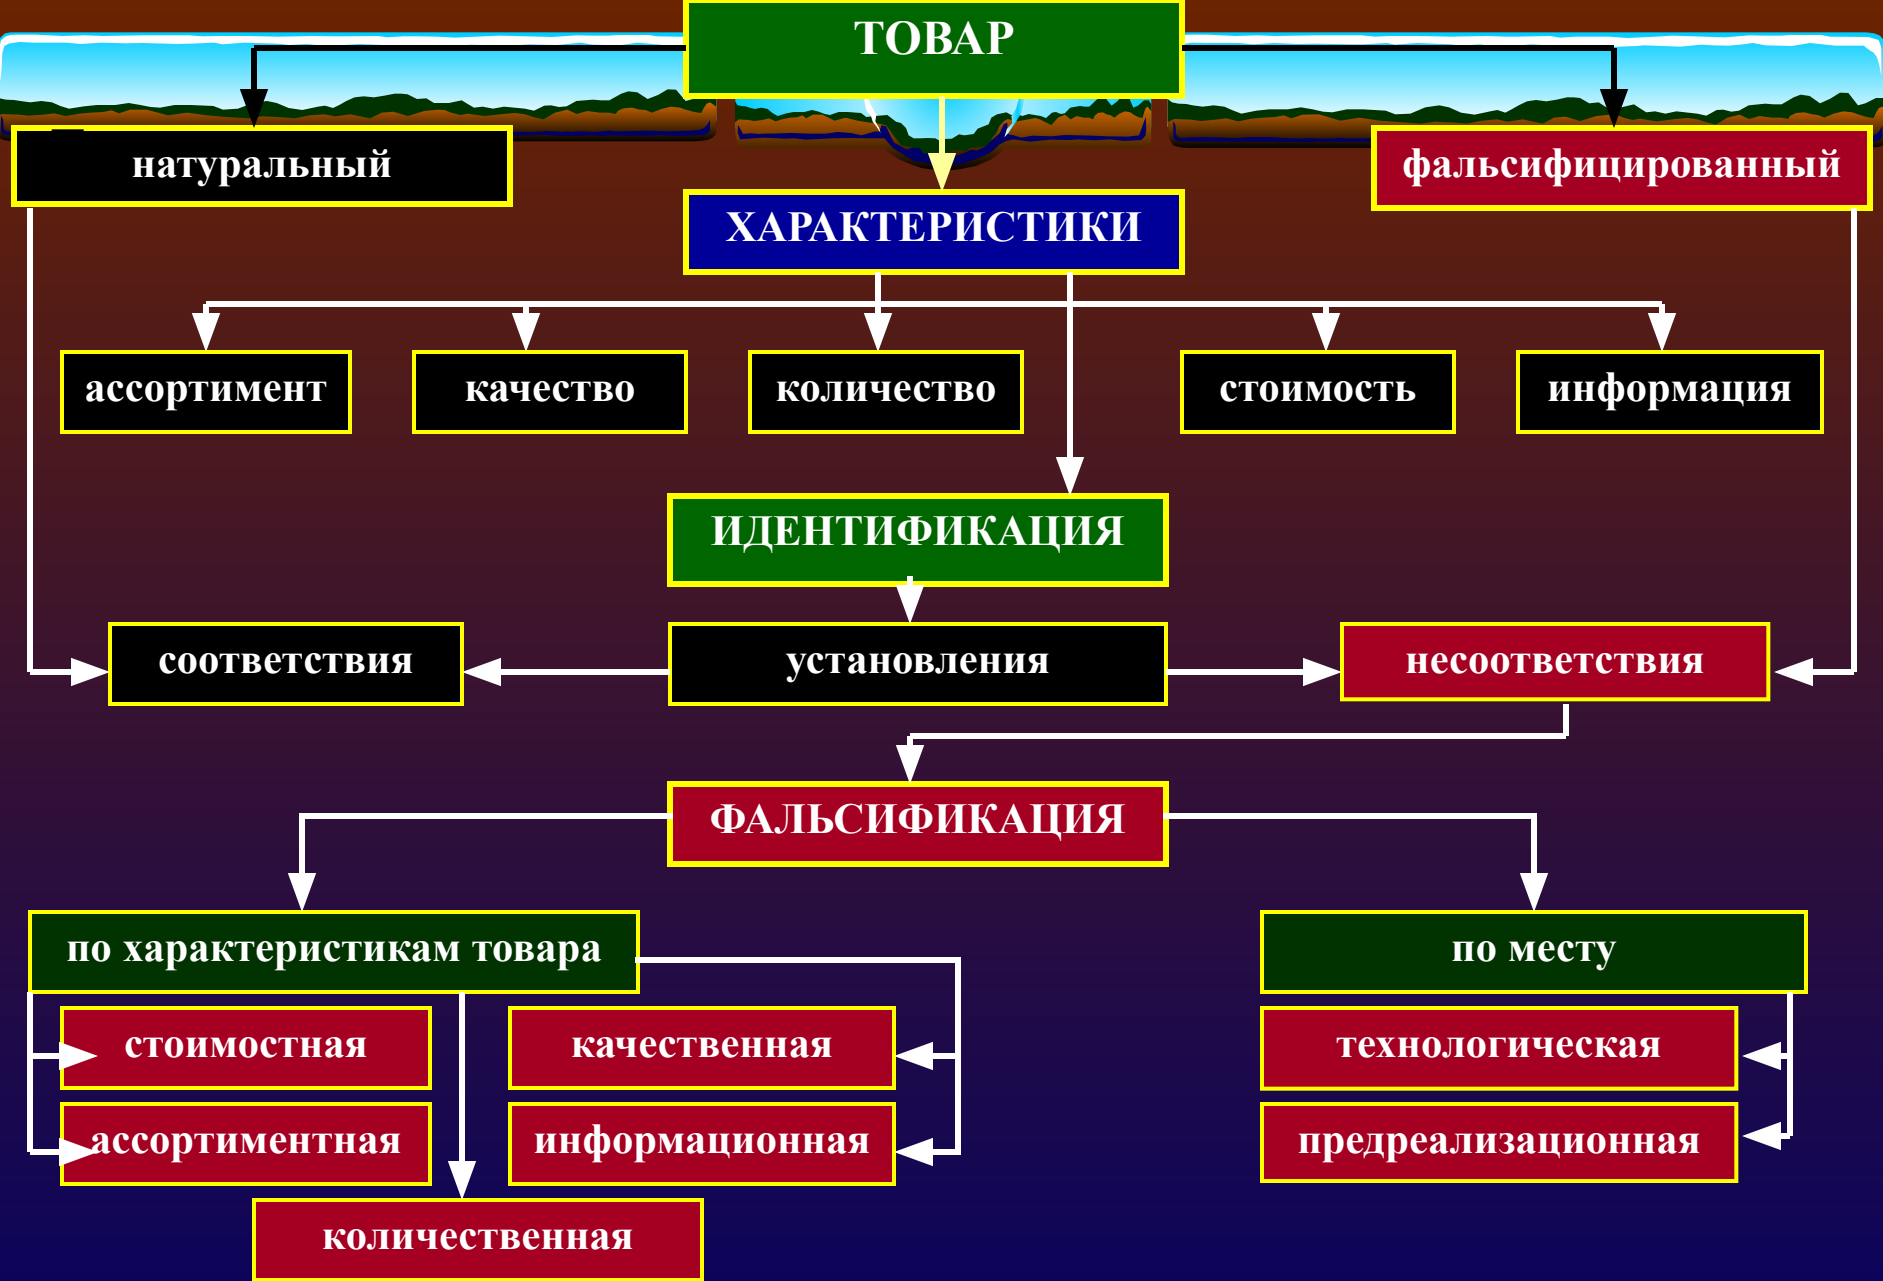 ТОВАР
натуральный
фальсифицированный
ХАРАКТЕРИСТИКИ
ассортимент
качество
количество
стоимость
информация
ИДЕНТИФИКАЦИЯ
соответствия
установления
несоответствия
ФАЛЬСИФИКАЦИЯ
по характеристикам товара
по месту
стоимостная
качественная
технологическая
ассортиментная
информационная
предреализационная
количественная